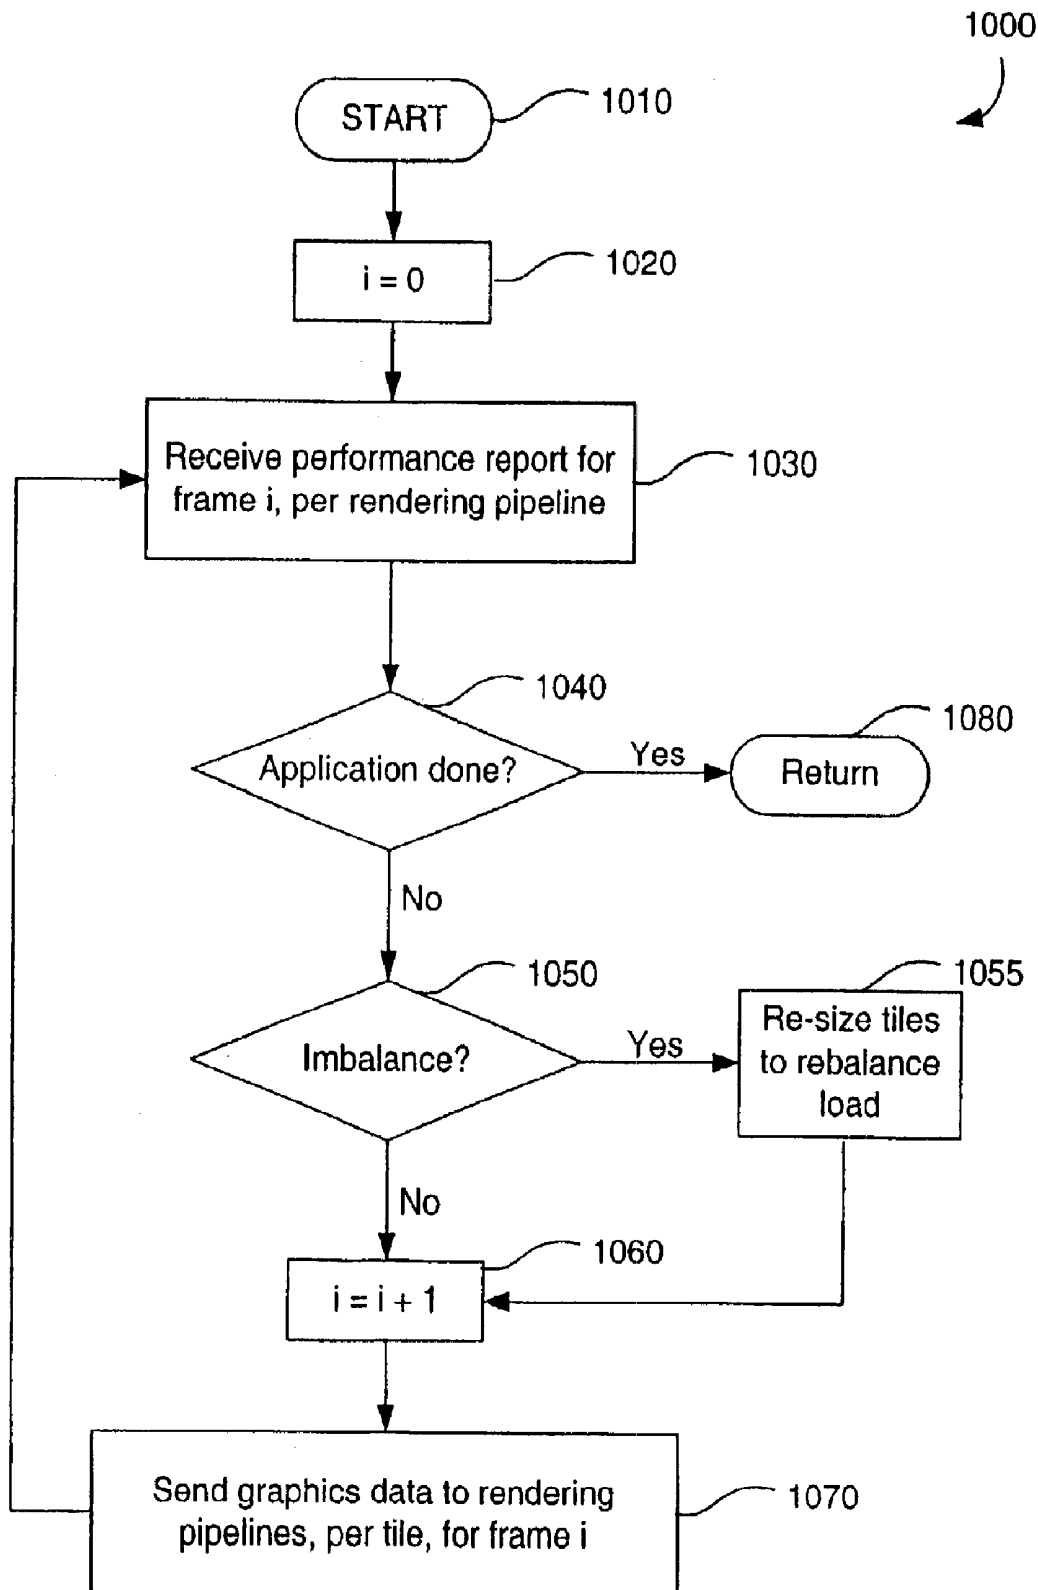 1000
START
1010
i = 0
1020
Receive performance report for
frame i, per rendering pipeline
1030
1040
Application done?
Yes
1080
Return
No
1050
Imbalance?
Yes
1055
Re-size tiles
to rebalance
load
No
1060
i = i + 1
Send graphics data to rendering
pipelines, per tile, for frame i
1070